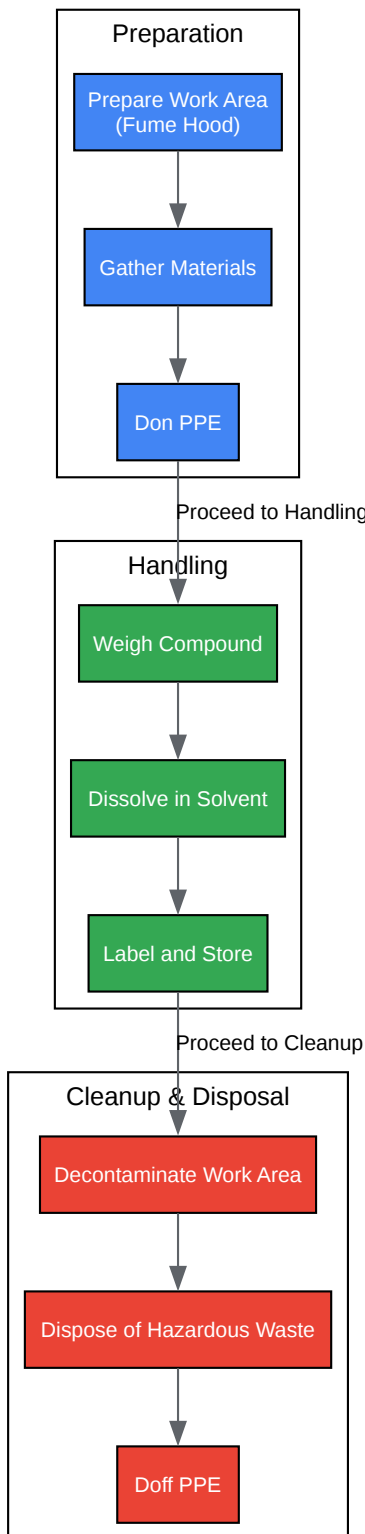 Preparation
Prepare Work Area
(Fume Hood)
Gather Materials
Don PPE
Proceed to Handling
Handling
Weigh Compound
Dissolve in Solvent
Label and Store
Proceed to Cleanup
Cleanup & Disposal
Decontaminate Work Area
Dispose of Hazardous Waste
Doff PPE